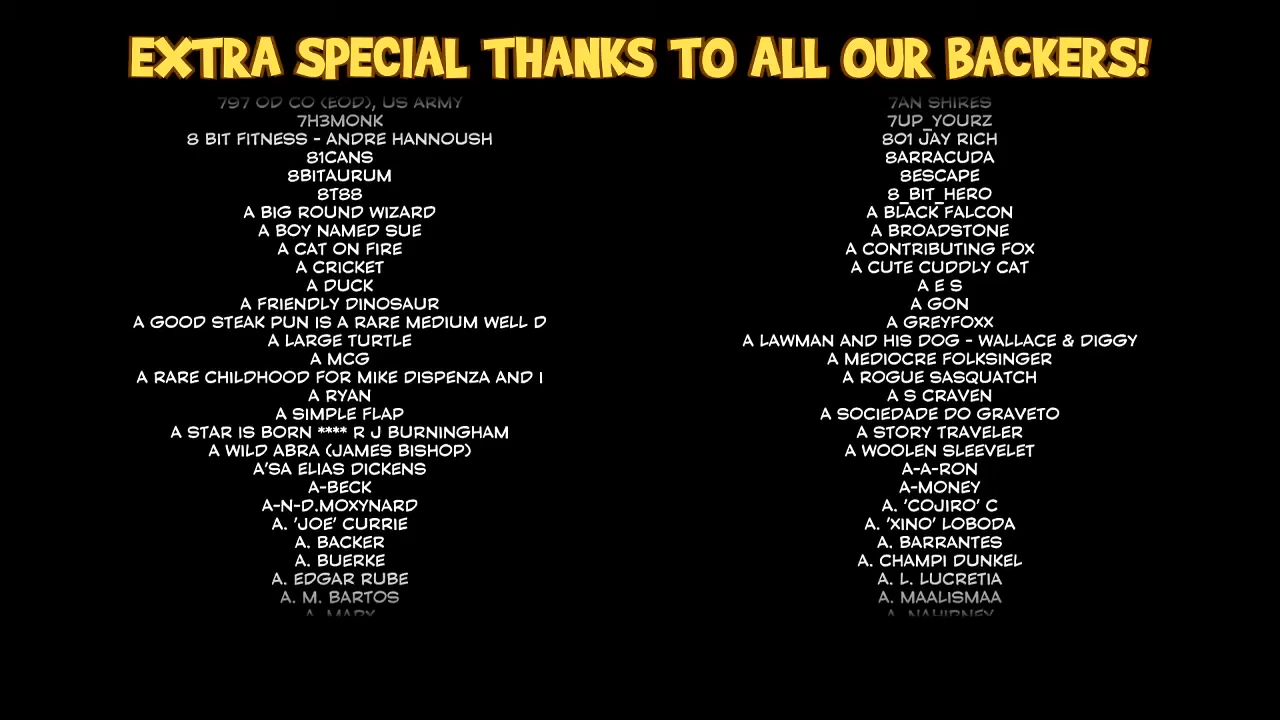 EXTRA SPECIAL THANKS TO ALL OUR BACKERS!
797 OD CO (EOD), US ARMY
7H3MONK
8 BIT FITNESS - ANDRE HANNOUSH
81CANS
8BITAURUM
8T88
A BIG ROUND WIZARD
A BOY NAMED SUE
A CAT ON FIRE
A CRICKET
A DUCK
A FRIENDLY DINOSAUR
A GOOD STEAK PUN IS A RARE MEDIUM WELL D
A LARGE TURTLE
A MCG
A RARE CHILDHOOD FOR MIKE DISPENZA AND I
A RYAN
A SIMPLE FLAP
A STAR IS BORN **** R J BURNINGHAM
A WILD ABRA (JAMES BISHOP)
A'SA ELIAS DICKENS
A-BECK
A-N-D.MOXYNARD
A. 'JOE' CURRIE
A. BACKER
A. BUERKE
A. EDGAR RUBE
A. M. BARTOS
A. MARX
7AN SHIRES
7UP_YOURZ
801 JAY RICH
8ARRACUDA
8ESCAPE
8_BIT_HERO
A BLACK FALCON
A BROADSTONE
A CONTRIBUTING FOX
A CUTE CUDDLY CAT
A E S
A GON
A GREYFOXX
A LAWMAN AND HIS DOG - WALLACE & DIGGY
A MEDIOCRE FOLKSINGER
A ROGUE SASQUATCH
A S CRAVEN
A SOCIEDADE DO GRAVETO
A STORY TRAVELER
A WOOLEN SLEEVELET
A-A-RON
A-MONEY
A. 'COJIRO' C
A. 'XINO' LOBODA
A. BARRANTES
A. CHAMPI DUNKEL
A. L. LUCRETIA
A. MAALISMAA
A. NAHIRNEY